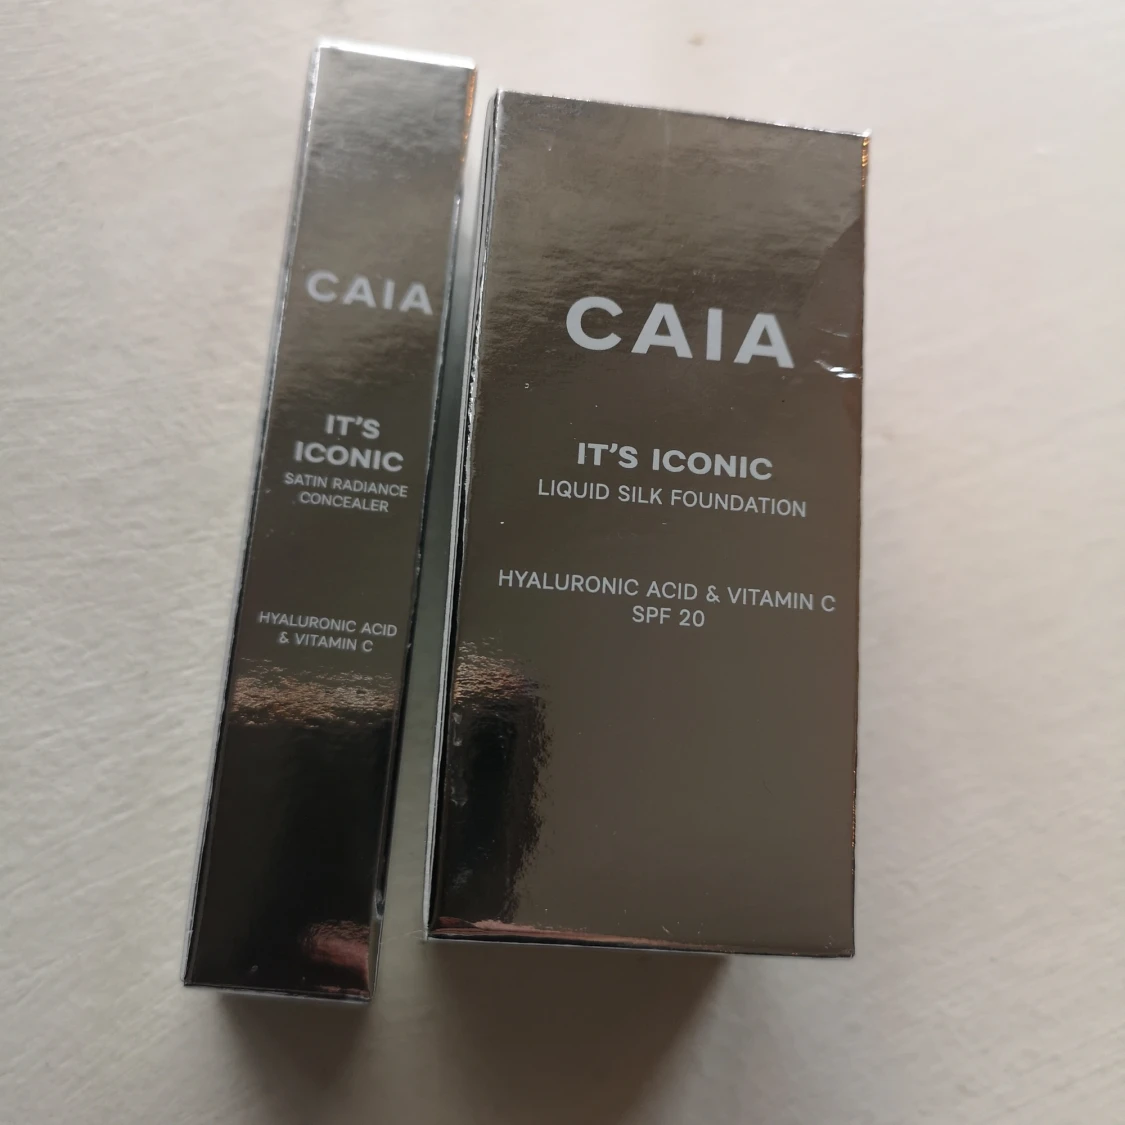 CAIA
IT'S
ICONIC
SATIN RADIANCE
CONCEALER
HYALURONIC ACID
& VITAMIN C
CAIA
IT'S ICONIC
LIQUID SILK FOUNDATION
HYALURONIC ACID & VITAMIN C
SPF 20